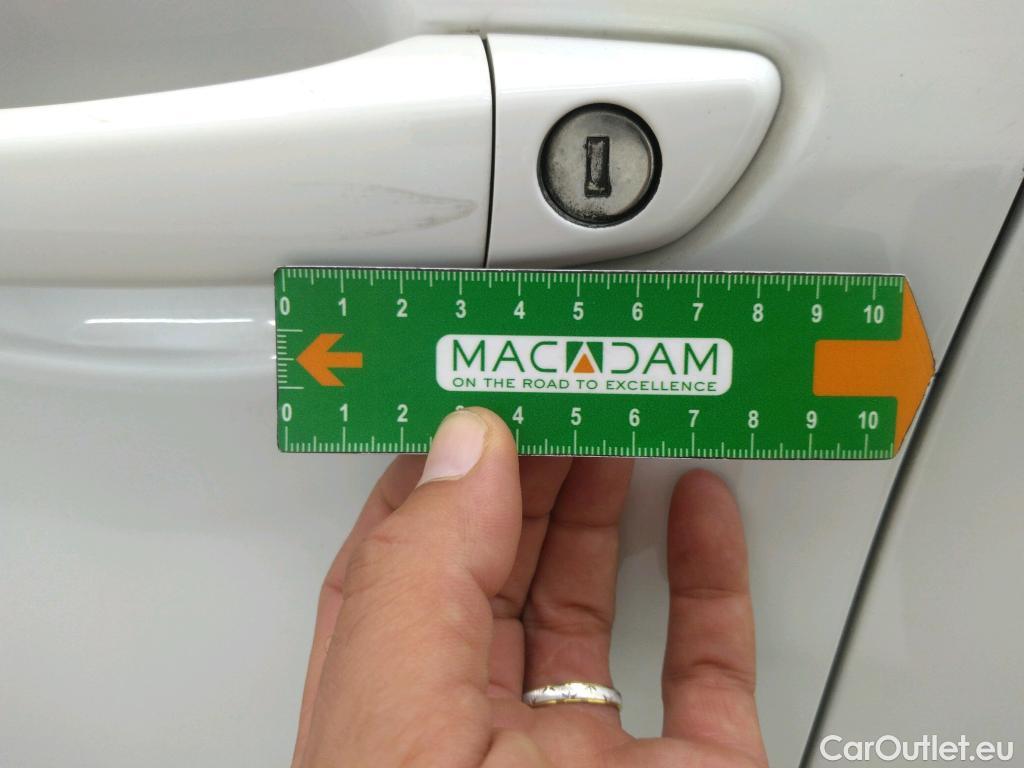 0 1 2 3 4 5 6 7 8 9 10
MACADAM
ON THE ROAD TO EXCELLENCE
0 1 2 3 4 5 6 7 8 9 10
CarOutlet.eu